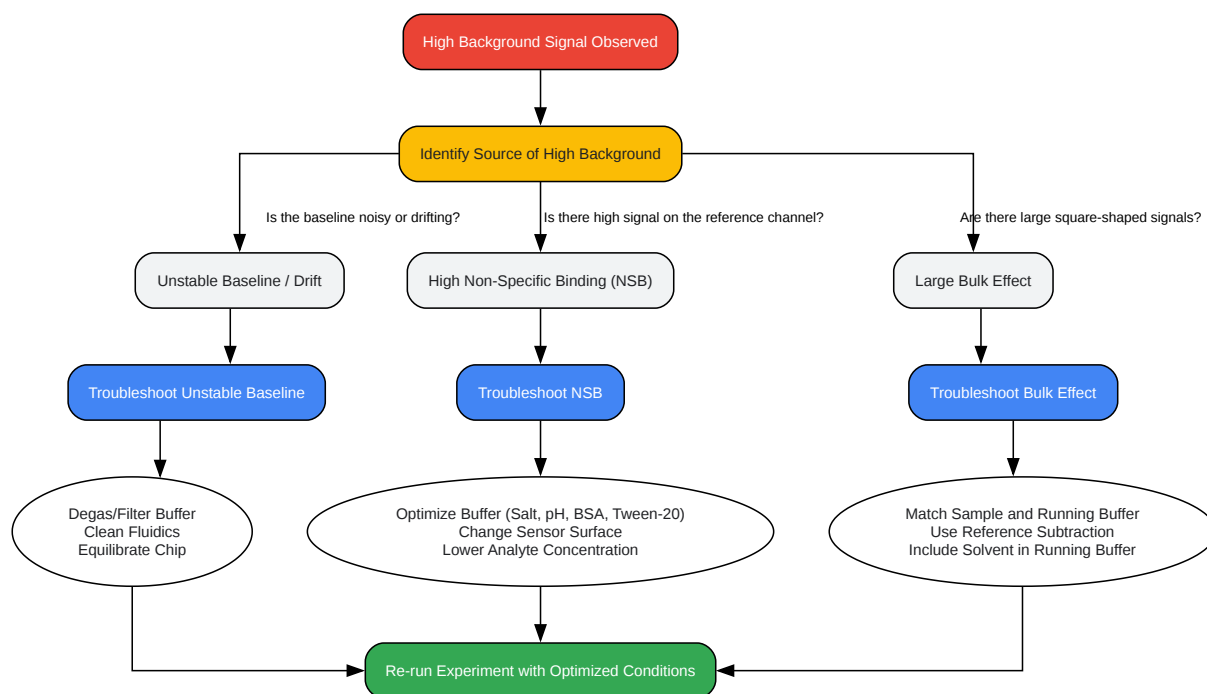 High Background Signal Observed
Identify Source of High Background
Is the baseline noisy or drifting?
Is there high signal on the reference channel?
Are there large square-shaped signals?
Unstable Baseline / Drift
High Non-Specific Binding (NSB)
Large Bulk Effect
Troubleshoot Unstable Baseline
Troubleshoot NSB
Troubleshoot Bulk Effect
Degas/Filter Buffer
Clean Fluidics
Equilibrate Chip
Optimize Buffer (Salt, pH, BSA, Tween-20)
Change Sensor Surface
Lower Analyte Concentration
Match Sample and Running Buffer
Use Reference Subtraction
Include Solvent in Running Buffer
Re-run Experiment with Optimized Conditions